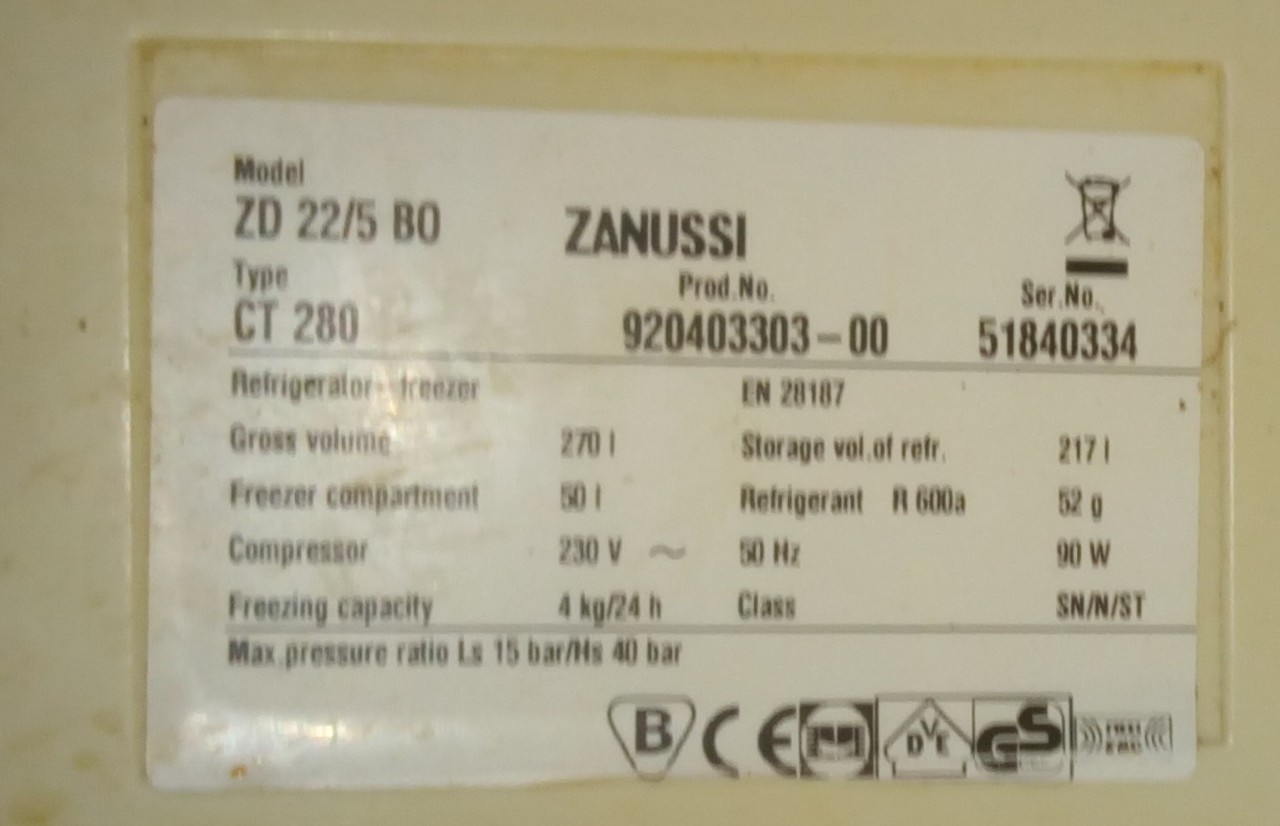 Model
ZD 22/5 BO ZANUSSI
Type Prod.No. Ser.No.
CT 280 920403303-00 51840334
Refrigerator-freezer EN 28187
Gross volume 270 l Storage vol.of refr. 217 l
Freezer compartment 50 l Refrigerant R 600a 52 g
Compressor 230 V ~ 50 Hz 90 W
Freezing capacity 4 kg/24 h Class SN/N/ST
Max.pressure ratio Ls 15 bar/Hs 40 bar
B CE DVE GS